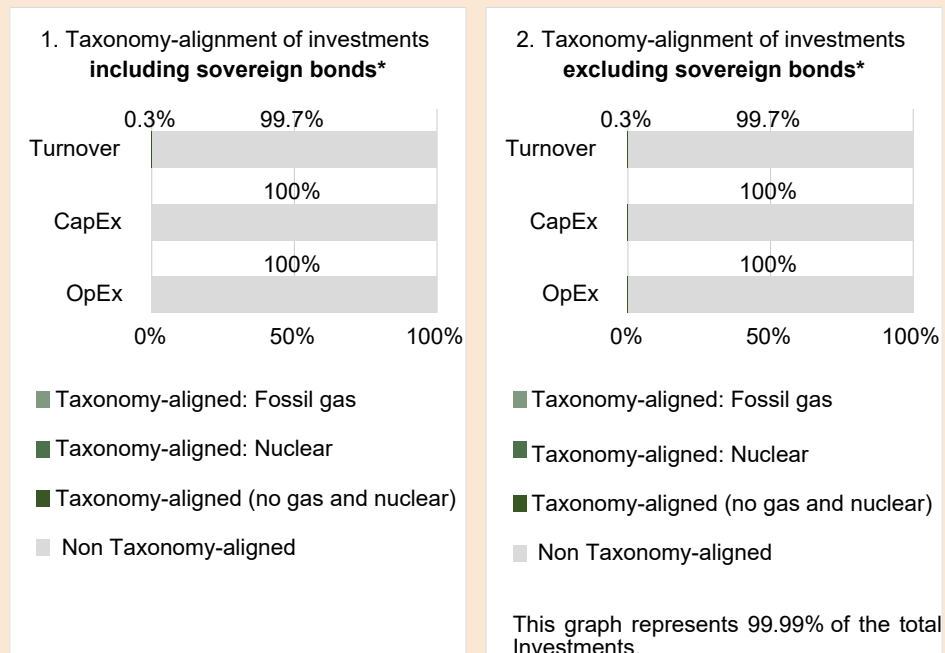 1. Taxonomy-alignment of investments
including sovereign bonds*
0.3% 99.7%
Turnover
100%
CapEx
100%
OpEx
0% 50% 100%
Taxonomy-aligned: Fossil gas
Taxonomy-aligned: Nuclear
Taxonomy-aligned (no gas and nuclear)
Non Taxonomy-aligned
2. Taxonomy-alignment of investments
excluding sovereign bonds*
0.3% 99.7%
Turnover
100%
CapEx
100%
OpEx
0% 50% 100%
Taxonomy-aligned: Fossil gas
Taxonomy-aligned: Nuclear
Taxonomy-aligned (no gas and nuclear)
Non Taxonomy-aligned
This graph represents 99.99% of the total
Investments.